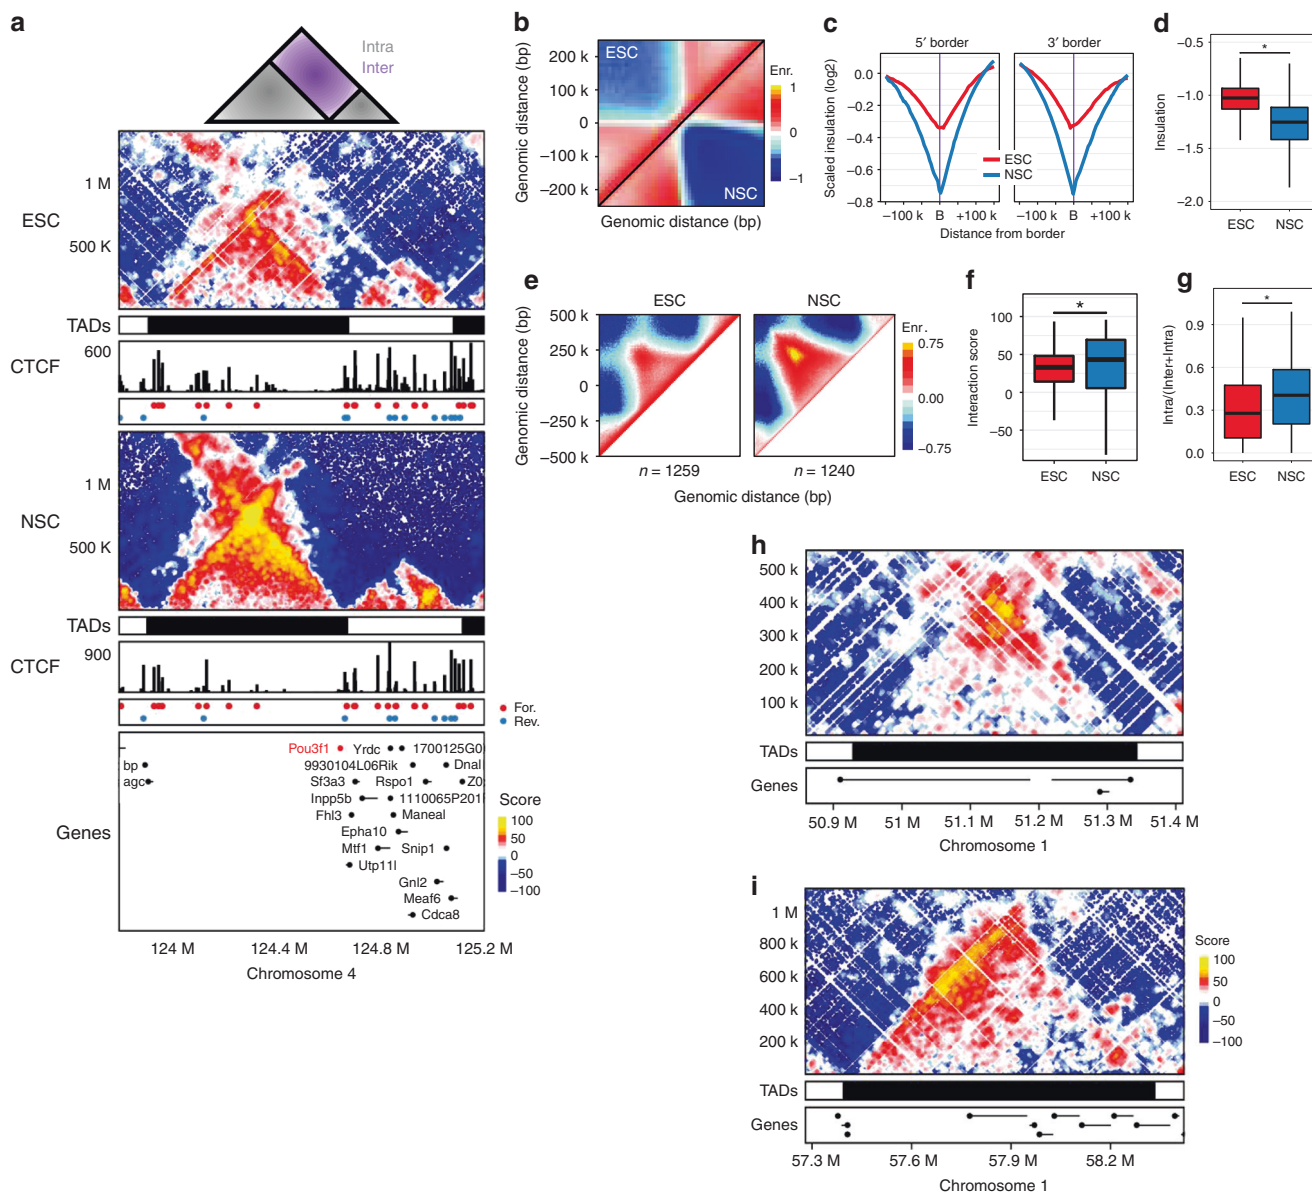 a
Intra
Inter
ESC
1 M
500 K
TADs
CTCF
600
NSC
1 M
500 K
TADs
CTCF
900
For.
Rev.
Genes
Pou3f1
Yrdc
1700125G0
bp
9930104L06Rik
Dnal
agc
Sf3a3
Rspo1
Z0
Inpp5b
1110065P201
Fhl3
Maneal
Epha10
Mtf1
Snip1
Utp11l
Gnl2
Meaf6
Cdca8
Score
100
50
0
−50
−100
124 M
124.4 M
124.8 M
125.2 M
Chromosome 4
b
Genomic distance (bp)
200 k
100 k
0
−100 k
−200 k
ESC
NSC
Enr.
1
0
−1
Genomic distance (bp)
c
5′ border
3′ border
Scaled insulation (log2)
0.0
−0.2
−0.4
−0.6
−0.8
ESC
NSC
−100 k
B
+100 k
−100 k
B
+100 k
Distance from border
d
Insulation
−0.5
−1.0
−1.5
−2.0
*
ESC
NSC
e
ESC
NSC
Genomic distance (bp)
500 k
250 k
0
−250 k
−500 k
Enr.
0.75
0.00
−0.75
n = 1259
n = 1240
Genomic distance (bp)
f
Interaction score
100
50
0
−50
*
ESC
NSC
g
Intra/(Inter+Intra)
0.9
0.6
0.3
0.0
*
ESC
NSC
h
500 k
400 k
300 k
200 k
100 k
TADs
Genes
50.9 M
51 M
51.1 M
51.2 M
51.3 M
51.4 M
Chromosome 1
i
1 M
800 k
600 k
400 k
200 k
Score
100
50
0
−50
−100
TADs
Genes
57.3 M
57.6 M
57.9 M
58.2 M
Chromosome 1